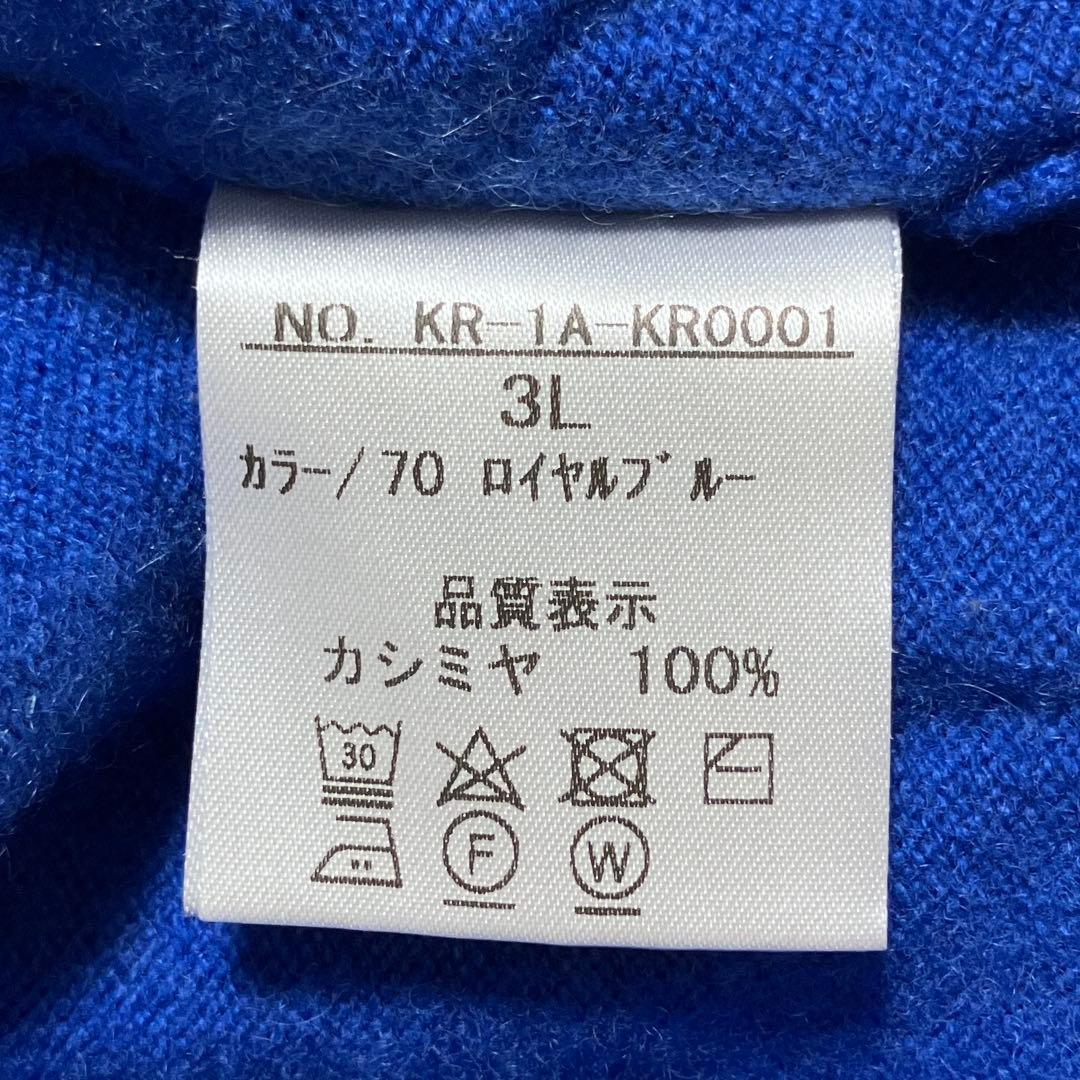 NO. KR-1A-KR0001
3L
ｶﾗｰ/70 ﾛｲﾔﾙﾌﾞﾙｰ
品質表示
カシミヤ 100%
30
F W